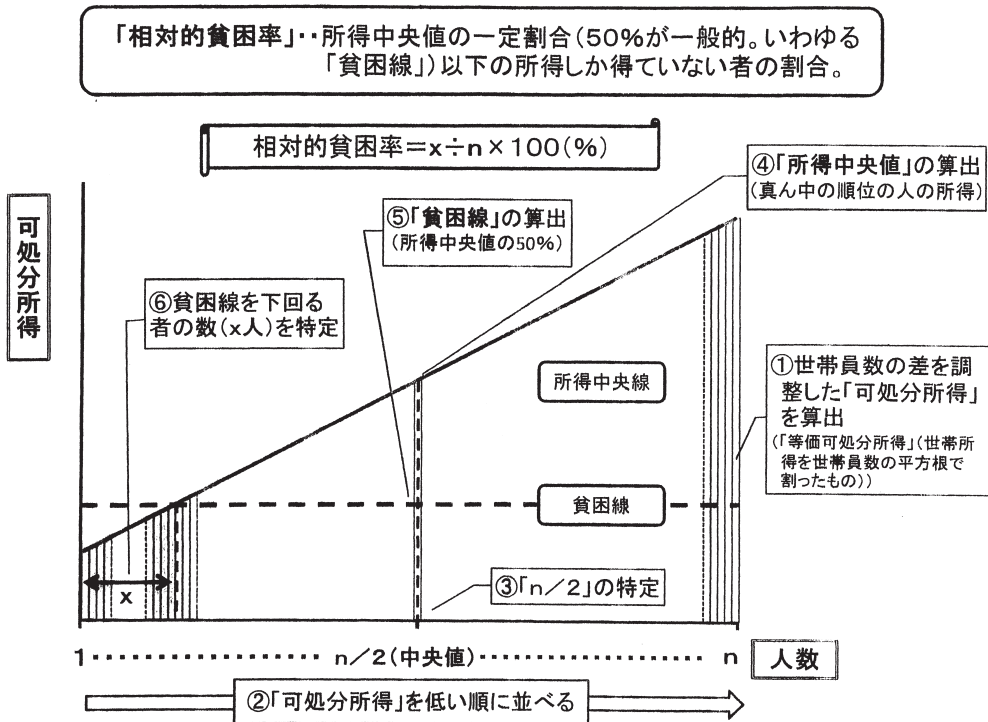 「相対的貧困率」・・所得中央値の一定割合（50％が一般的。いわゆる
「貧困線」）以下の所得しか得ていない者の割合。
相対的貧困率＝x÷n×100（％）
④「所得中央値」の算出
（真ん中の順位の人の所得）
⑤「貧困線」の算出
（所得中央値の50％）
可処分所得
⑥貧困線を下回る
者の数（x人）を特定
所得中央線
①世帯員数の差を調
整した「可処分所得」
を算出
（「等価可処分所得」（世帯所
得を世帯員数の平方根で
割ったもの））
貧困線
③「n／2」の特定
x
1・・・・・・・・・・・・・・・n／2（中央値）・・・・・・・・・・・・・・・n
人数
②「可処分所得」を低い順に並べる